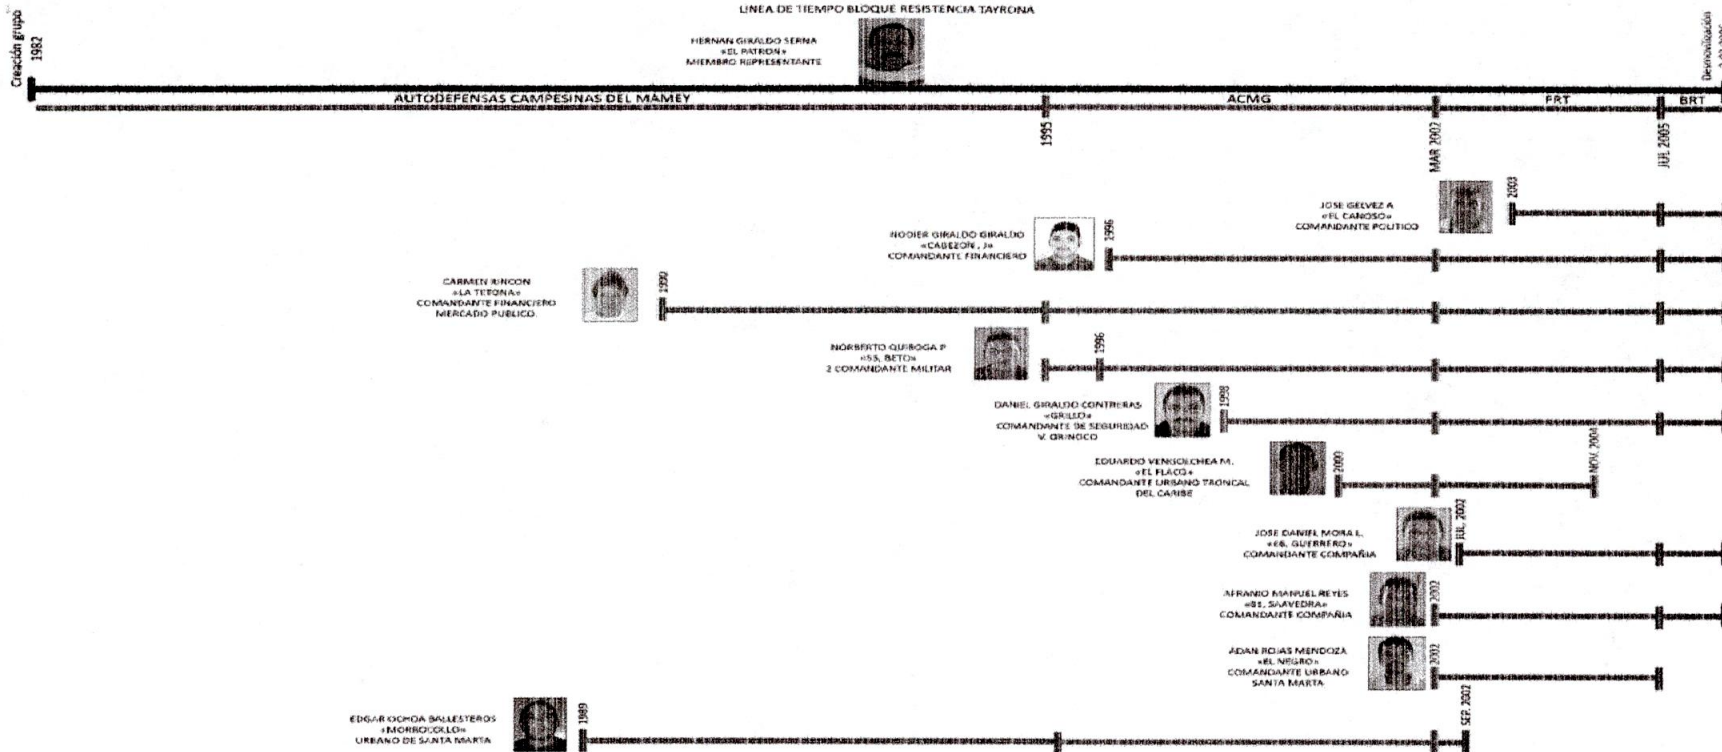 LINEA DE TIEMPO BLOQUE RESISTENCIA TAYRONA
Creación grupo
1982
HERNAN GIRALDO SERNA
«EL PATRON»
MIEMBRO REPRESENTANTE
Desmovilización
AUTODEFENSAS CAMPESINAS DEL MAMEY
ACMG
FRT
BRT
1995
MAR 2002
JUL 2005
JOSE GELVEZ A
«EL CANOSO»
COMANDANTE POLITICO
2003
NODIER GIRALDO GIRALDO
«CABEZON, J»
COMANDANTE FINANCIERO
1996
CARMEN RINCON
«LA TETONA»
COMANDANTE FINANCIERO
MERCADO PUBLICO
1990
NORBERTO QUIROGA P
«55, BETO»
2 COMANDANTE MILITAR
1996
DANIEL GIRALDO CONTRERAS
«GRILLO»
COMANDANTE DE SEGURIDAD
V. ORINOCO
1998
EDUARDO VENGOECHEA M.
«EL FLACO»
COMANDANTE URBANO TRONCAL
DEL CARIBE
2000
NOV. 2004
JOSE DANIEL MORA L.
«66, GUERRERO»
COMANDANTE COMPAÑIA
JUL, 2002
AFRANIO MANUEL REYES
SAAVEDRA»
COMANDANTE COMPAÑIA
2002
ADAN ROJAS MENDOZA
«EL NEGRO»
COMANDANTE URBANO
SANTA MARTA
2002
EDGAR OCHOA BALLESTEROS
«MORROCOLLO»
URBANO DE SANTA MARTA
1989
SEP. 2002